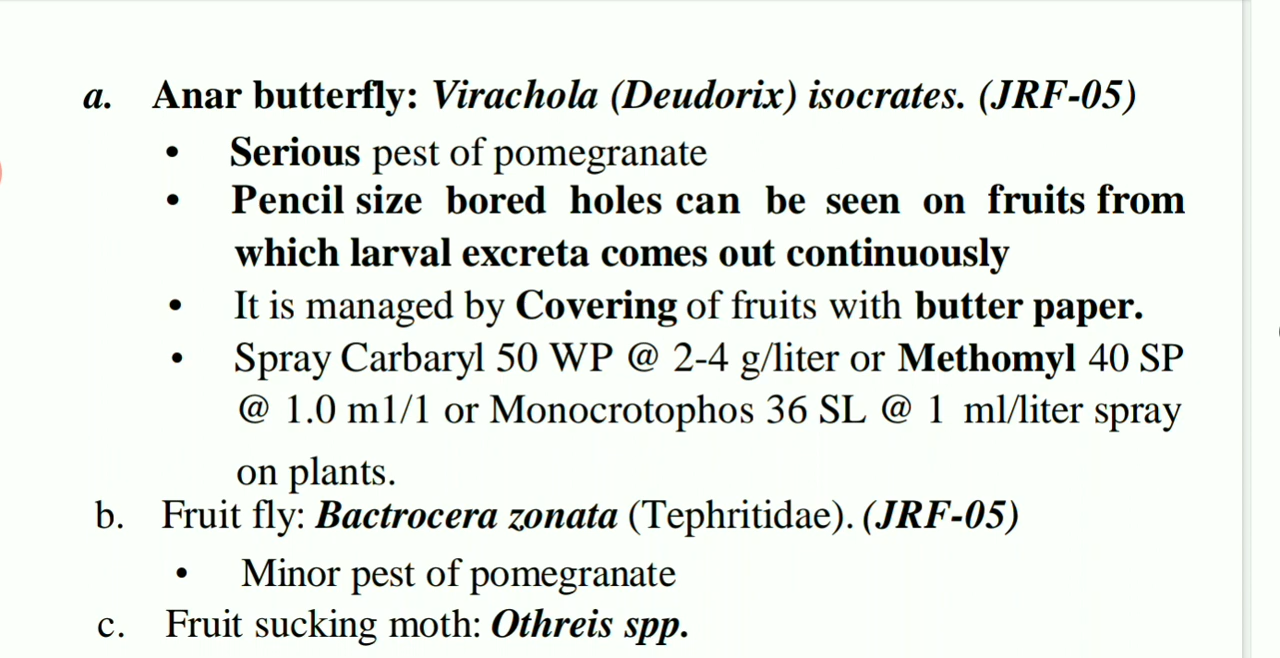 a. Anar butterfly: Virachola (Deudorix) isocrates. (JRF-05)
• Serious pest of pomegranate
• Pencil size bored holes can be seen on fruits from
which larval excreta comes out continuously
• It is managed by Covering of fruits with butter paper.
• Spray Carbaryl 50 WP @ 2-4 g/liter or Methomyl 40 SP
@ 1.0 m1/1 or Monocrotophos 36 SL @ 1 ml/liter spray
on plants.
b. Fruit fly: Bactrocera zonata (Tephritidae). (JRF-05)
• Minor pest of pomegranate
c. Fruit sucking moth: Othreis spp.